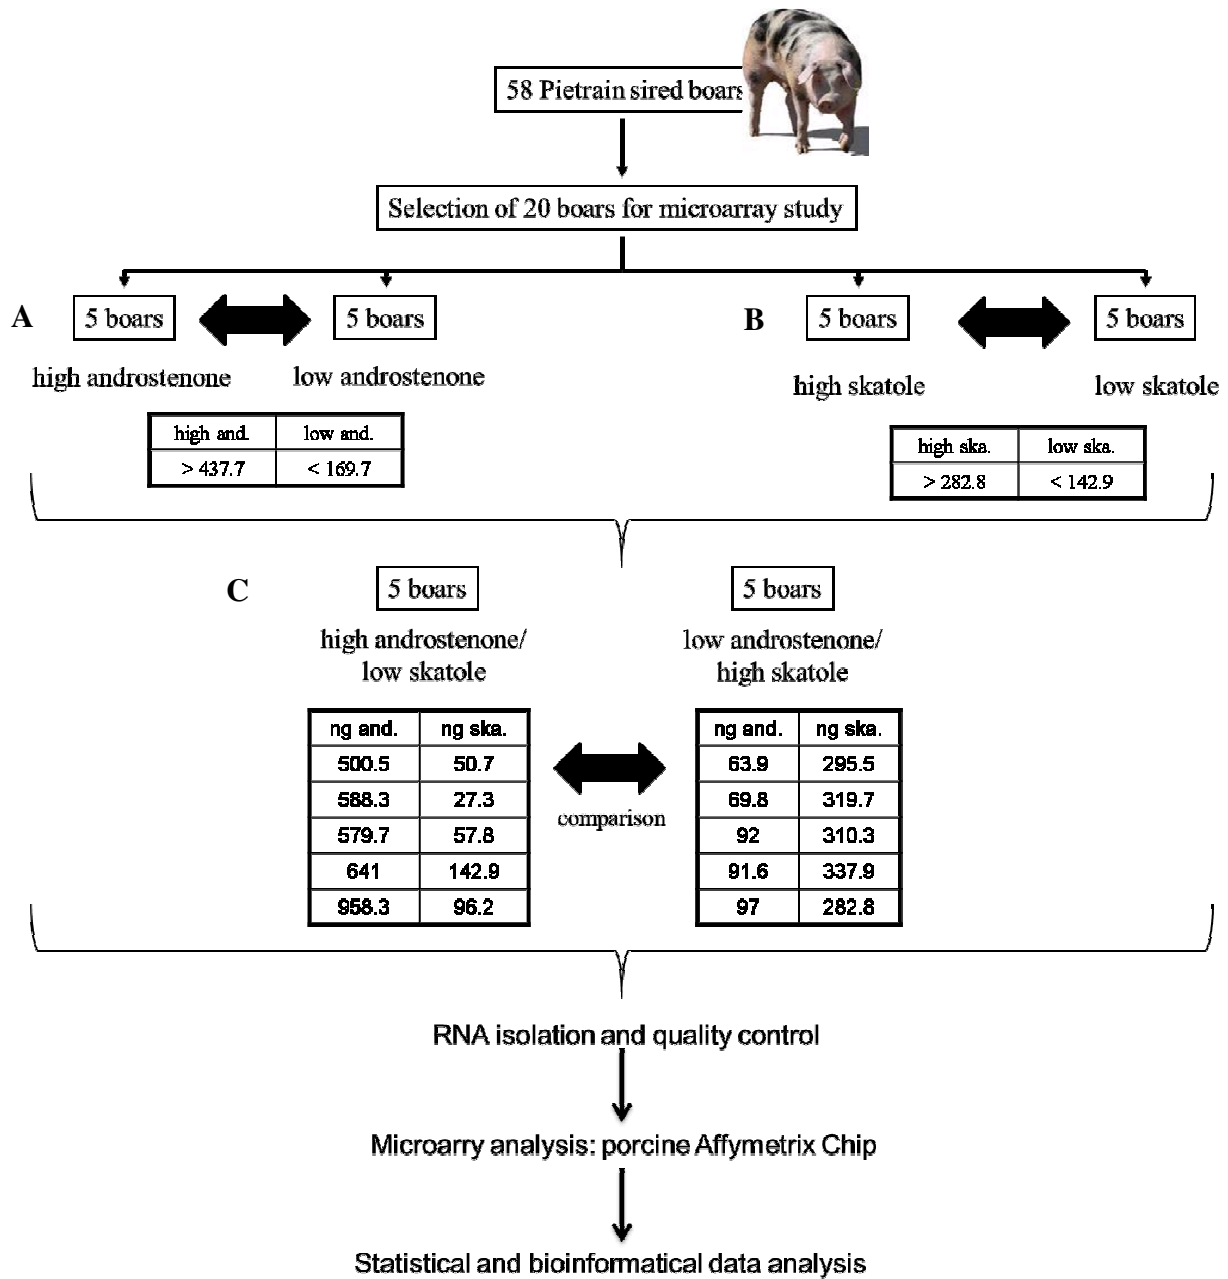 58 Pietrain sired boars
Selection of 20 boars for microarray study
A
5 boars
5 boars
B
5 boars
5 boars
high androstenone
low androstenone
high skatole
low skatole
high and. low and.
> 437.7 < 169.7
high ska. low ska.
> 282.8 < 142.9
C
5 boars
5 boars
high androstenone/
low skatole
low androstenone/
high skatole
ng and. ng ska.
500.5 50.7
588.3 27.3
579.7 57.8
641 142.9
958.3 96.2
comparison
ng and. ng ska.
63.9 295.5
69.8 319.7
92 310.3
91.6 337.9
97 282.8
RNA isolation and quality control
Microarry analysis: porcine Affymetrix Chip
Statistical and bioinformatical data analysis